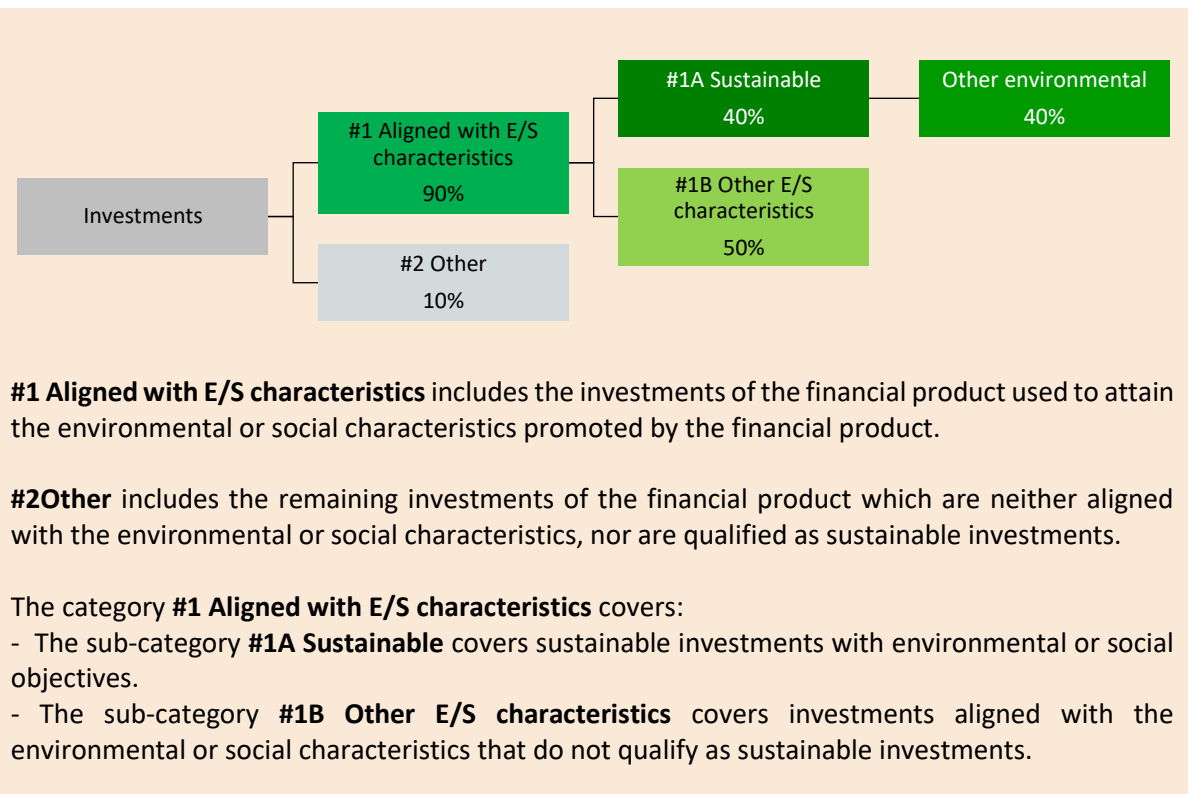 #1A Sustainable
40%
Other environmental
40%
#1 Aligned with E/S
characteristics
90%
#1B Other E/S
characteristics
50%
Investments
#2 Other
10%
#1 Aligned with E/S characteristics includes the investments of the financial product used to attain
the environmental or social characteristics promoted by the financial product.
#2Other includes the remaining investments of the financial product which are neither aligned
with the environmental or social characteristics, nor are qualified as sustainable investments.
The category #1 Aligned with E/S characteristics covers:
- The sub-category #1A Sustainable covers sustainable investments with environmental or social
objectives.
- The sub-category #1B Other E/S characteristics covers investments aligned with the
environmental or social characteristics that do not qualify as sustainable investments.